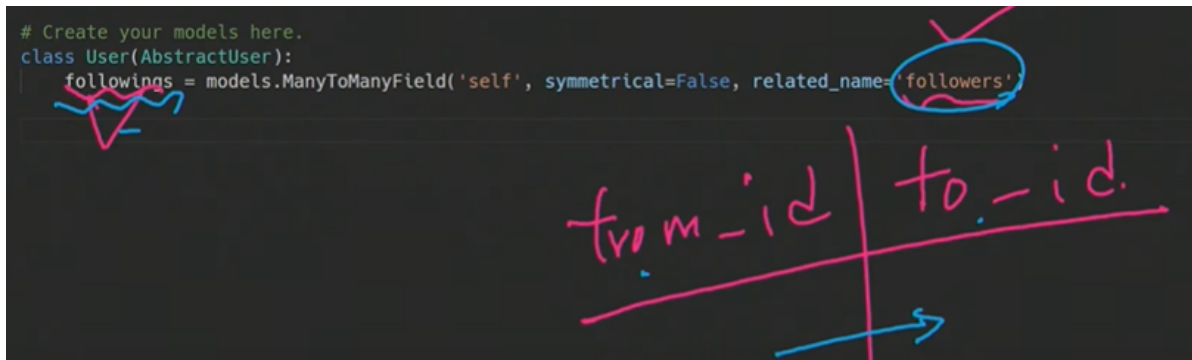 # Create your models here.
class User(AbstractUser):
    followings = models.ManyToManyField('self', symmetrical=False, related_name='followers'
from_id | to_id.